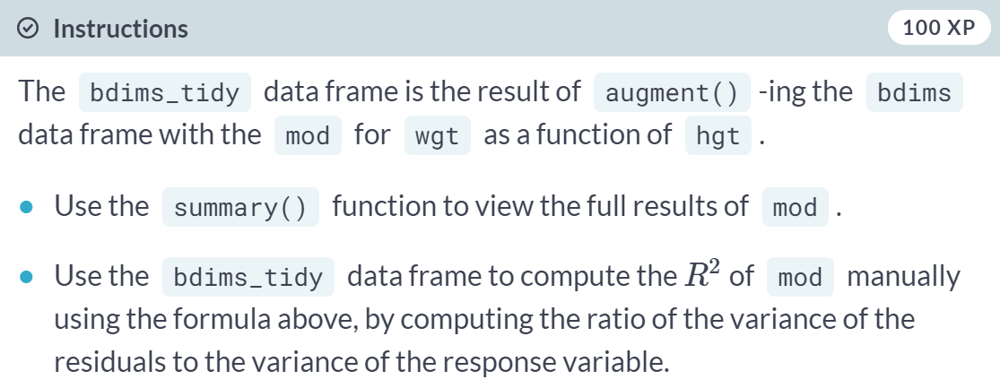 Instructions 100 XP
The bdims_tidy data frame is the result of augment() -ing the bdims
data frame with the mod for wgt as a function of hgt .
Use the summary() function to view the full results of mod .
Use the bdims_tidy data frame to compute the R² of mod manually
using the formula above, by computing the ratio of the variance of the
residuals to the variance of the response variable.